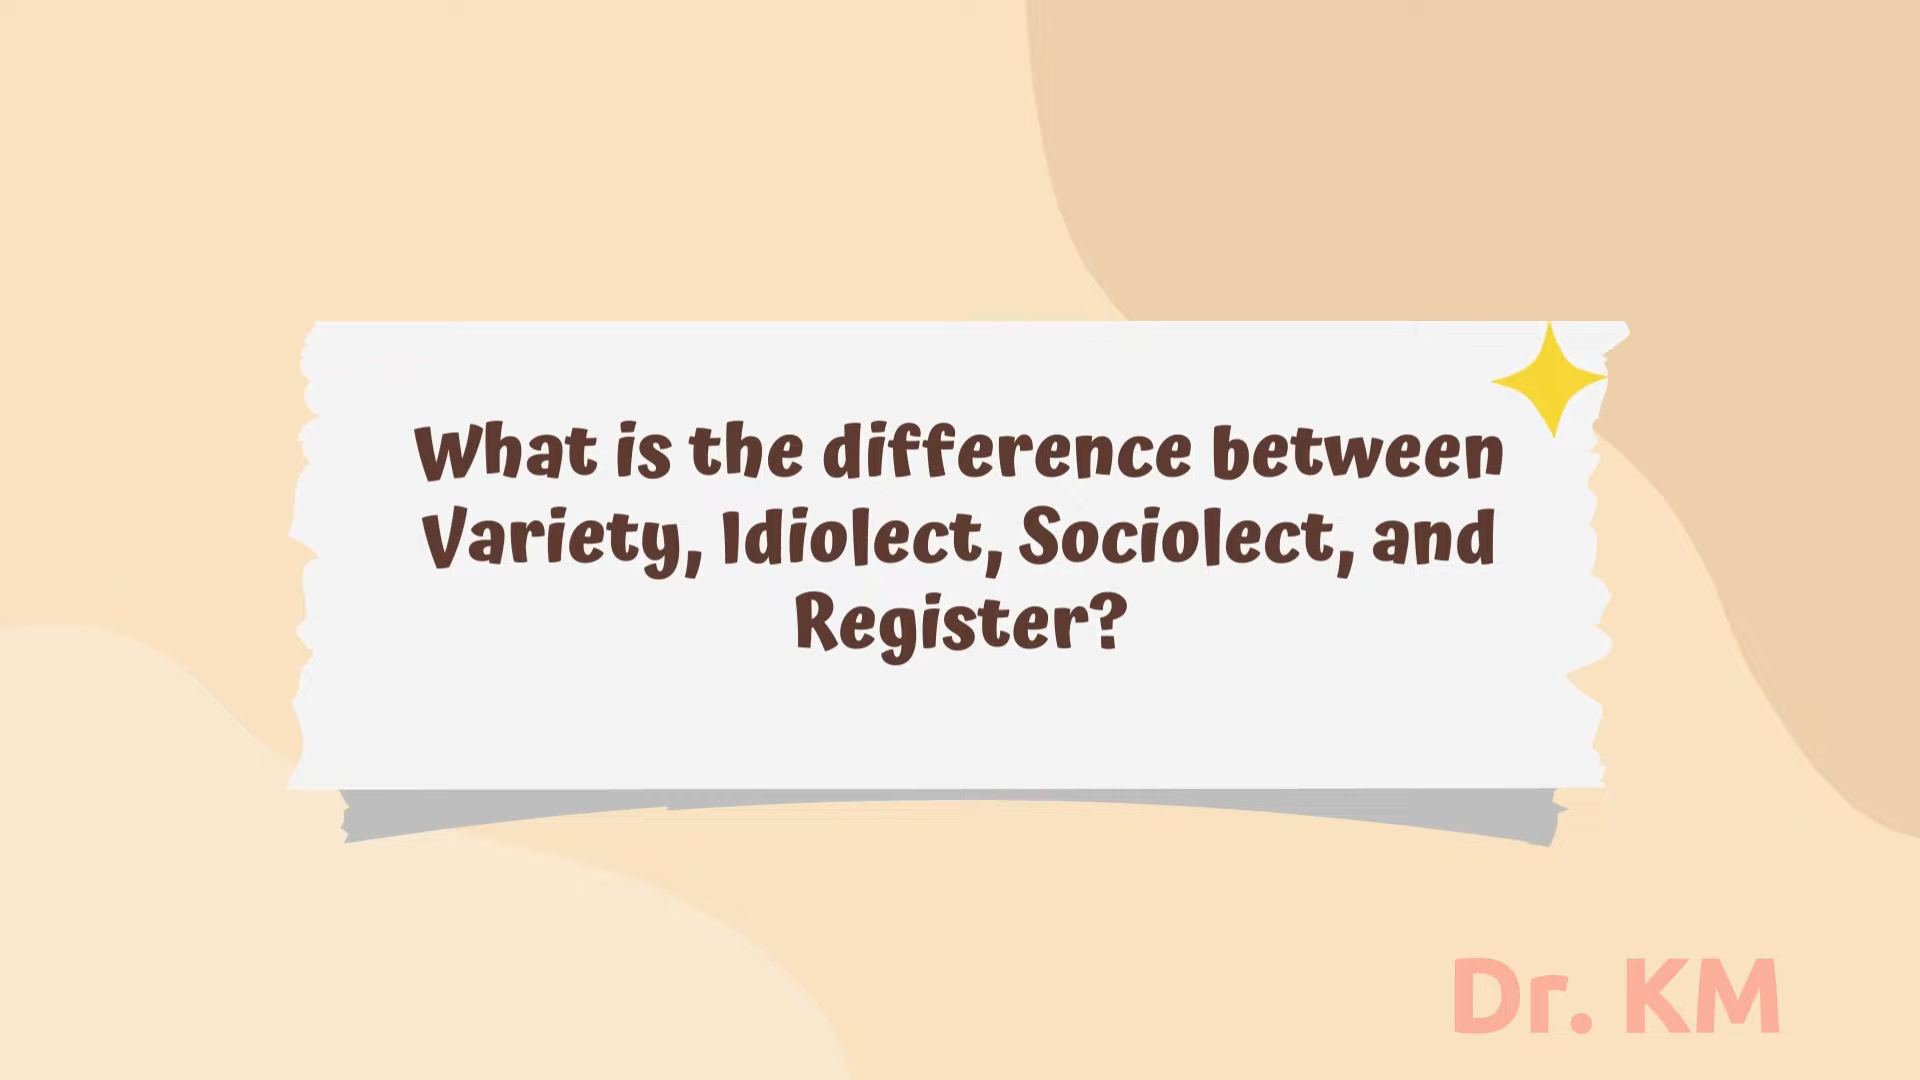 What is the difference between
Variety, Idiolect, Sociolect, and
Register?
Dr. KM